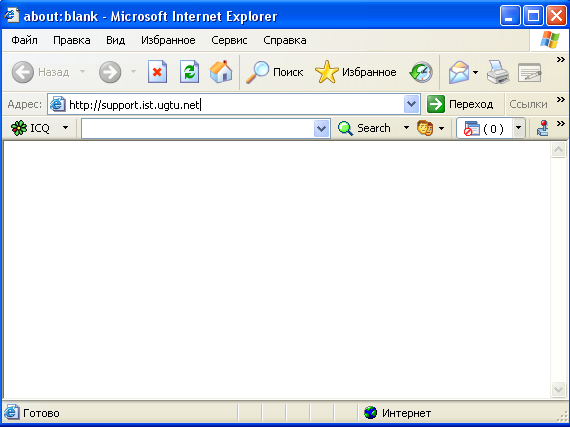 about:blank - Microsoft Internet Explorer
Файл Правка Вид Избранное Сервис Справка
Назад Поиск Избранное
Адрес: http://support.ist.ugtu.net Переход Ссылки
ICQ Search ( 0 )
Готово Интернет